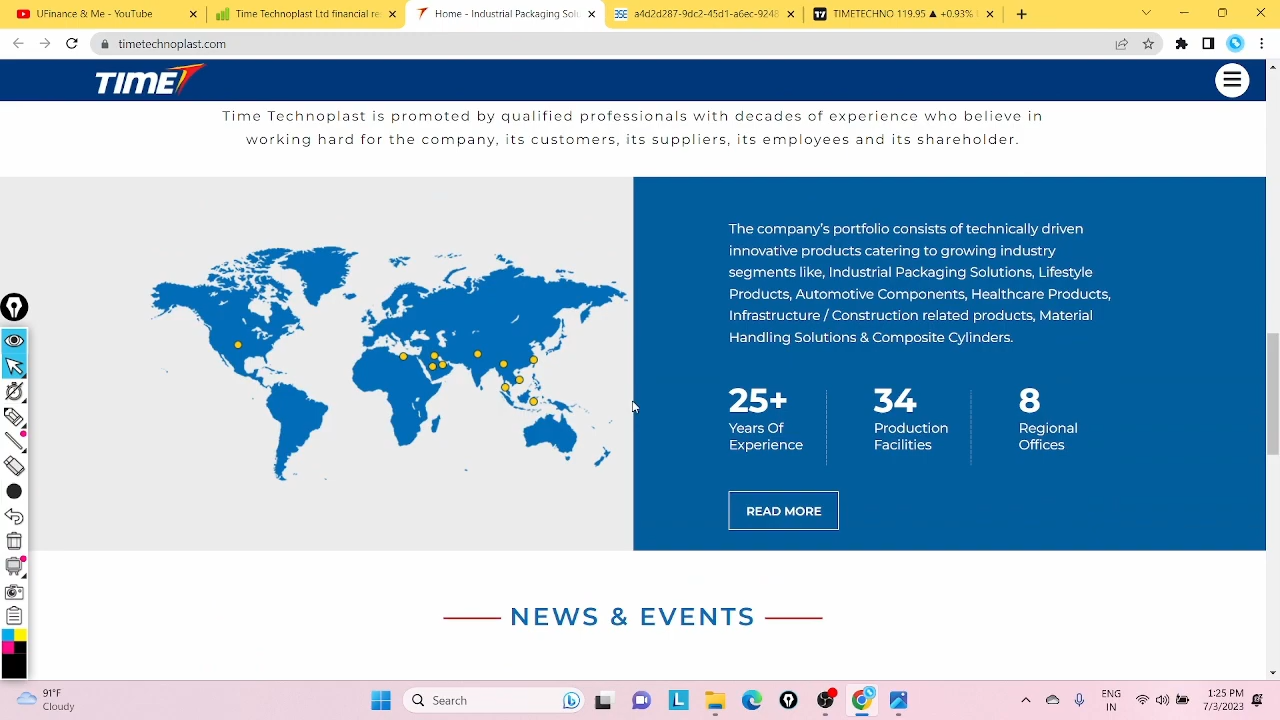 UFinance & Me - YouTube
Time Technoplast Ltd financial re
Home - Industrial Packaging Solu
a4d2d287-9dc2-45d1-a6ec-9248
TIMETECHNO 119.95 ▲ +0.93%
timetechnoplast.com
TIME
Time Technoplast is promoted by qualified professionals with decades of experience who believe in
working hard for the company, its customers, its suppliers, its employees and its shareholder.
The company's portfolio consists of technically driven
innovative products catering to growing industry
segments like, Industrial Packaging Solutions, Lifestyle
Products, Automotive Components, Healthcare Products,
Infrastructure / Construction related products, Material
Handling Solutions & Composite Cylinders.
25+
Years Of
Experience
34
Production
Facilities
8
Regional
Offices
READ MORE
NEWS & EVENTS
91°F
Cloudy
Search
ENG
IN
1:25 PM
7/3/2023